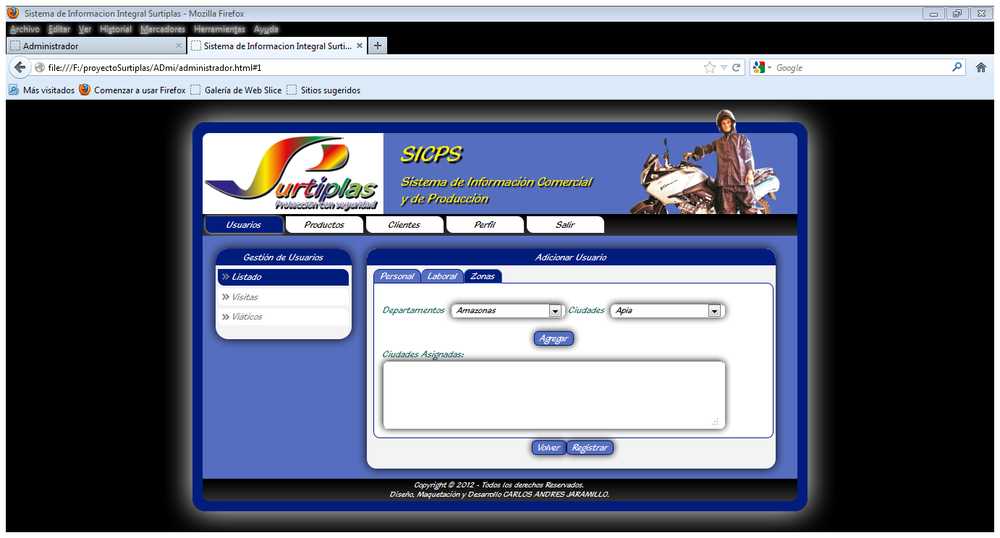 Sistema de Informacion Integral Surtiplas - Mozilla Firefox
Archivo Editar Ver Historial Marcadores Herramientas Ayuda
Administrador
Sistema de Informacion Integral Surti...
file:///F:/proyectoSurtiplas/ADmi/administrador.html#1
Google
Más visitados Comenzar a usar Firefox Galería de Web Slice Sitios sugeridos
Surtiplas
Protección con seguridad
SICPS
Sistema de Información Comercial
y de Producción
Usuarios Productos Clientes Perfil Salir
Gestión de Usuarios
» Listado
» Visitas
» Viáticos
Adicionar Usuario
Personal Laboral Zonas
Departamentos Amazonas Ciudades Apia
Agregar
Ciudades Asignadas:
Volver Registrar
Copyright © 2012 - Todos los derechos Reservados.
Diseño, Maquetación y Desarrollo CARLOS ANDRES JARAMILLO.